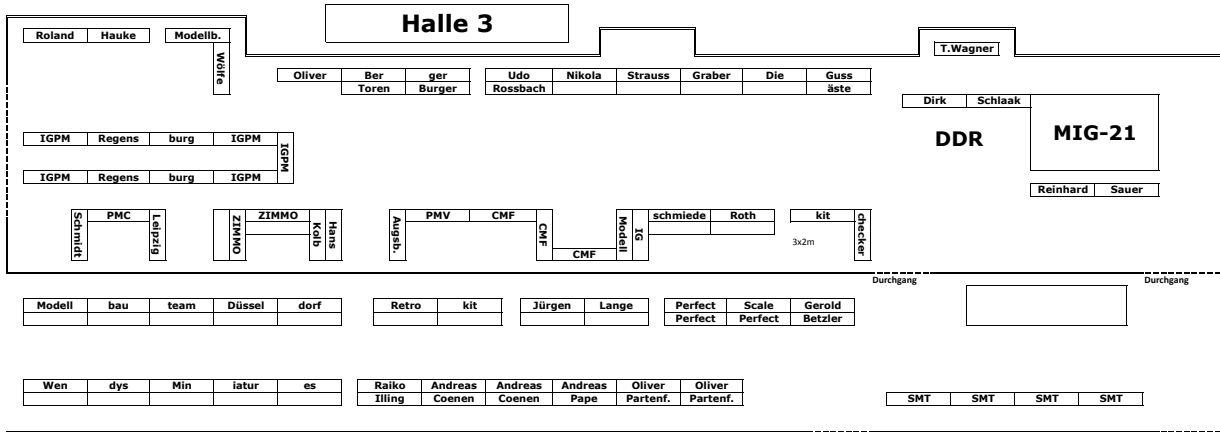 Halle 3
Roland Hauke Modellb.
Wölfe
T.Wagner
Oliver Ber ger Udo Nikola Strauss Graber Die Guss
Toren Burger Rossbach äste
Dirk Schlaak
DDR MIG-21
IGPM Regens burg IGPM
IGPM
IGPM Regens burg IGPM
Reinhard Sauer
Schmidt PMC Leipzig ZIMMO ZIMMO Kolb Hans Augsb. PMV CMF CMF CMF Modell IG schmiede Roth kit checker
3x2m
Durchgang Durchgang
Modell bau team Düssel dorf Retro kit Jürgen Lange Perfect Scale Gerold
Perfect Perfect Betzler
Wen dys Min iatur es Raiko Andreas Andreas Andreas Oliver Oliver
Illing Coenen Coenen Pape Partenf. Partenf. SMT SMT SMT SMT